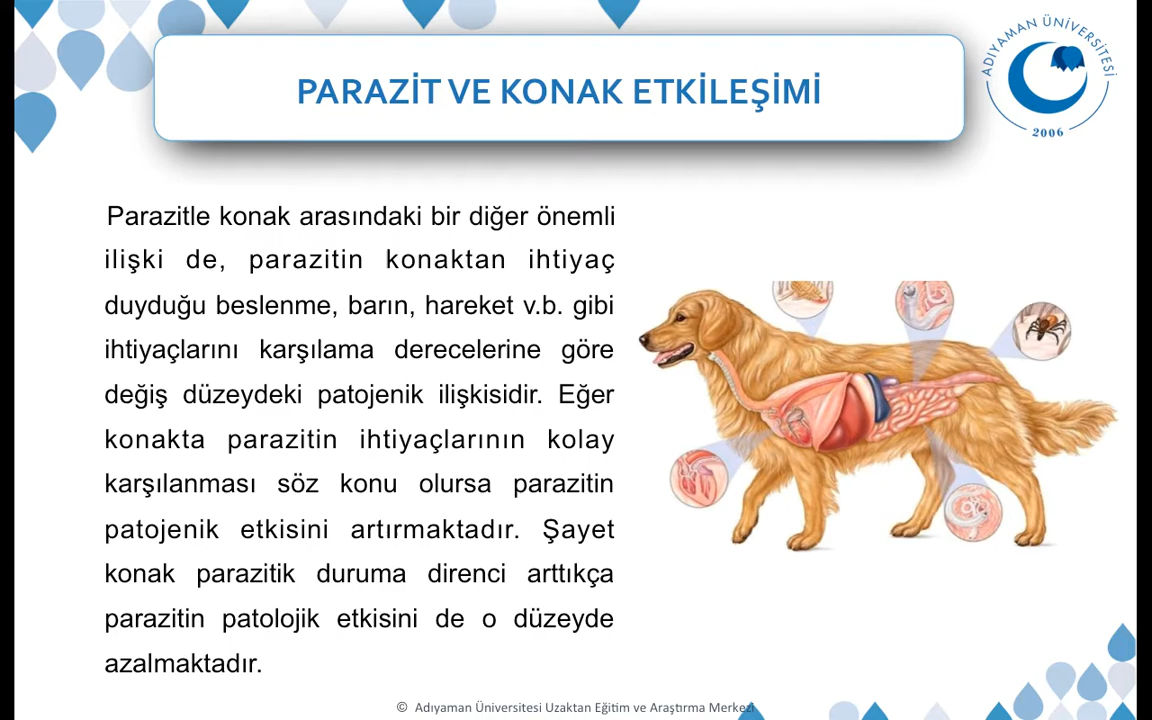 PARAZİT VE KONAK ETKİLEŞİMİ
ADIYAMAN ÜNİVERSİTESİ
2006
Parazitle konak arasındaki bir diğer önemli
ilişki de, parazitin konaktan ihtiyaç
duyduğu beslenme, barın, hareket v.b. gibi
ihtiyaçlarını karşılama derecelerine göre
değiş düzeydeki patojenik ilişkisidir. Eğer
konakta parazitin ihtiyaçlarının kolay
karşılanması söz konu olursa parazitin
patojenik etkisini artırmaktadır. Şayet
konak parazitik duruma direnci arttıkça
parazitin patolojik etkisini de o düzeyde
azalmaktadır.
© Adıyaman Üniversitesi Uzaktan Eğitim ve Araştırma Merkezi